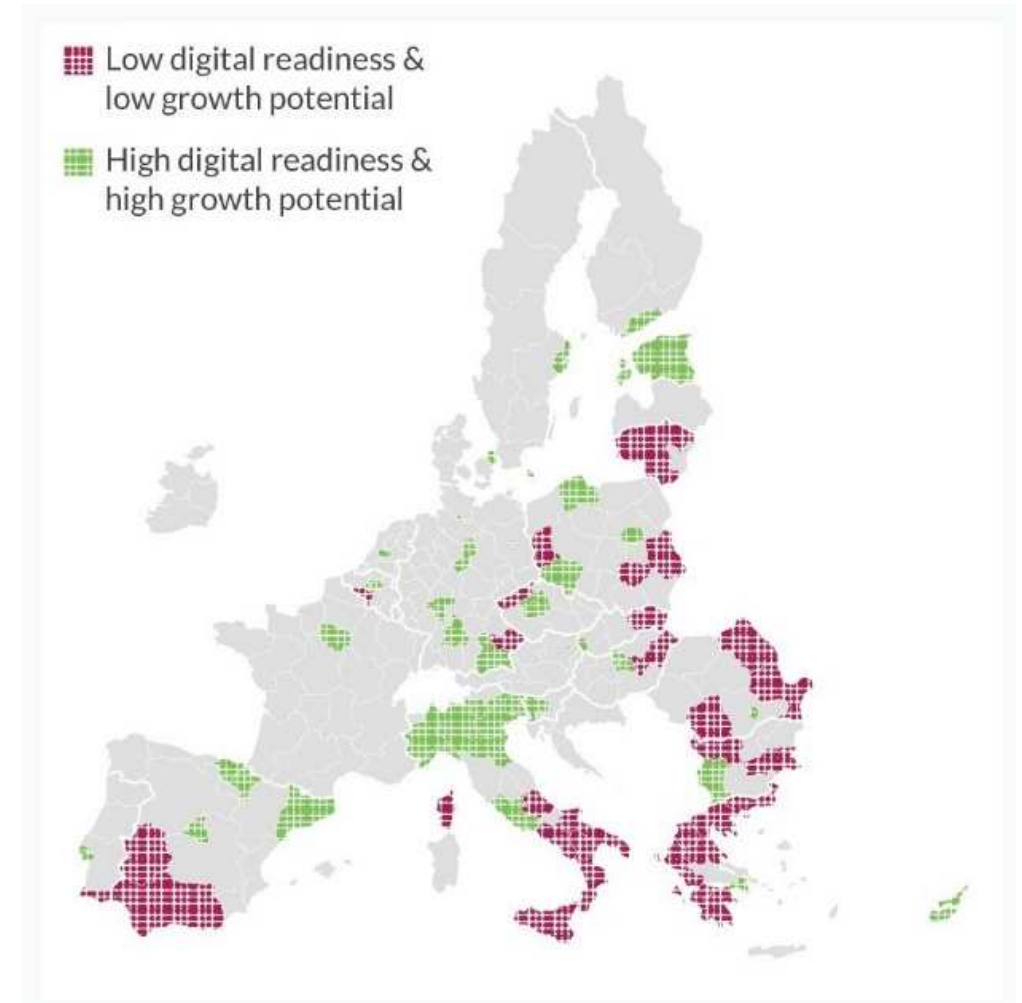 Low digital readiness &
low growth potential
High digital readiness &
high growth potential